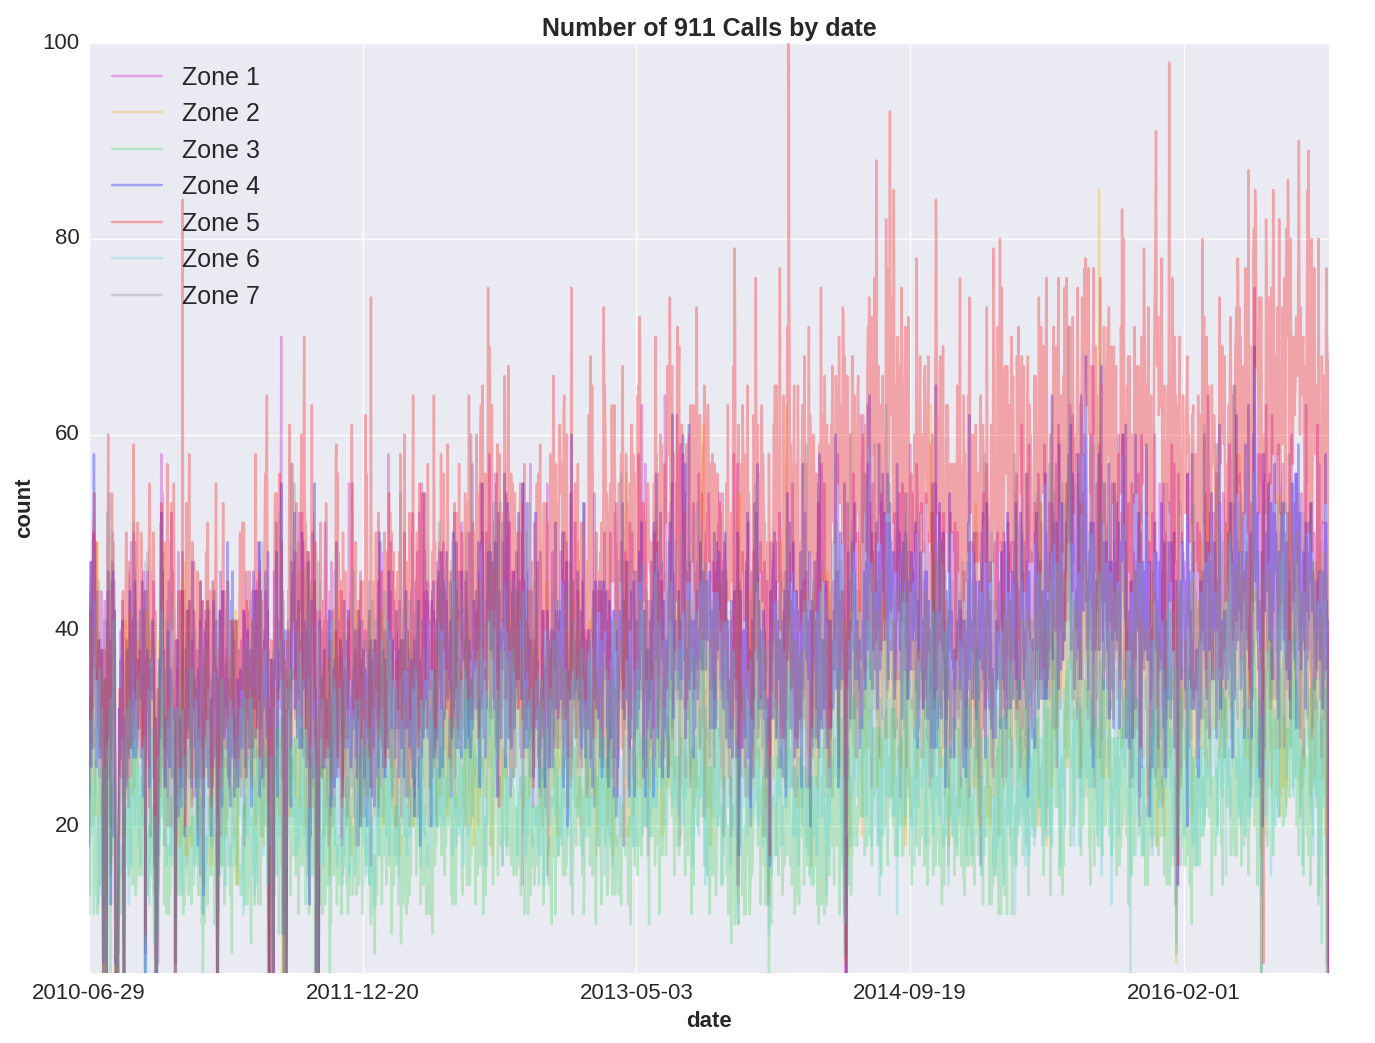 Number of 911 Calls by date
100
80
60
40
20
count
Zone 1
Zone 2
Zone 3
Zone 4
Zone 5
Zone 6
Zone 7
2010-06-29
2011-12-20
2013-05-03
2014-09-19
2016-02-01
date